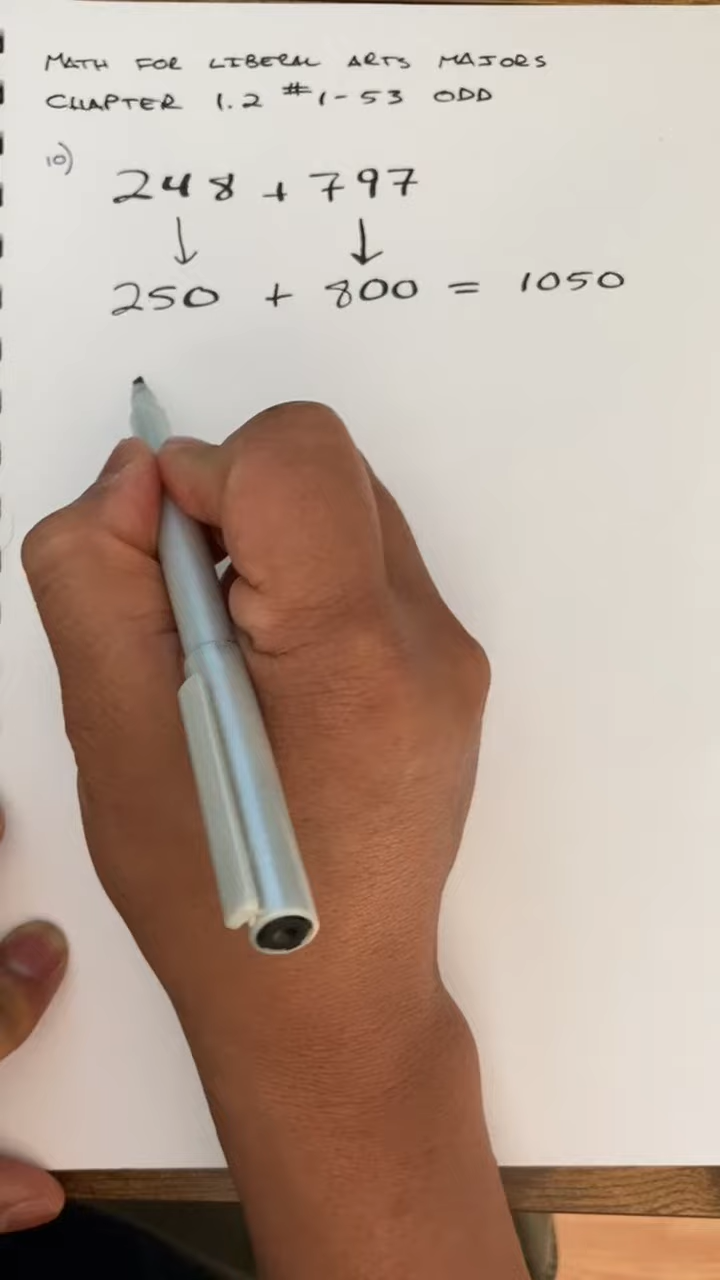 MATH FOR LIBERAL ARTS MAJORS
CHAPTER 1.2 #1-53 ODD
10) 248 + 797
↓ ↓
250 + 800 = 1050